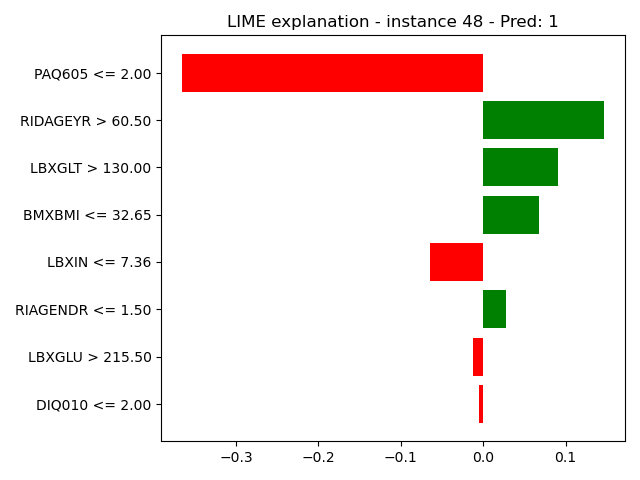 LIME explanation - instance 48 - Pred: 1
PAQ605 <= 2.00
RIDAGEYR > 60.50
LBXGLT > 130.00
BMXBMI <= 32.65
LBXIN <= 7.36
RIAGENDR <= 1.50
LBXGLU > 215.50
DIQ010 <= 2.00
−0.3 −0.2 −0.1 0.0 0.1